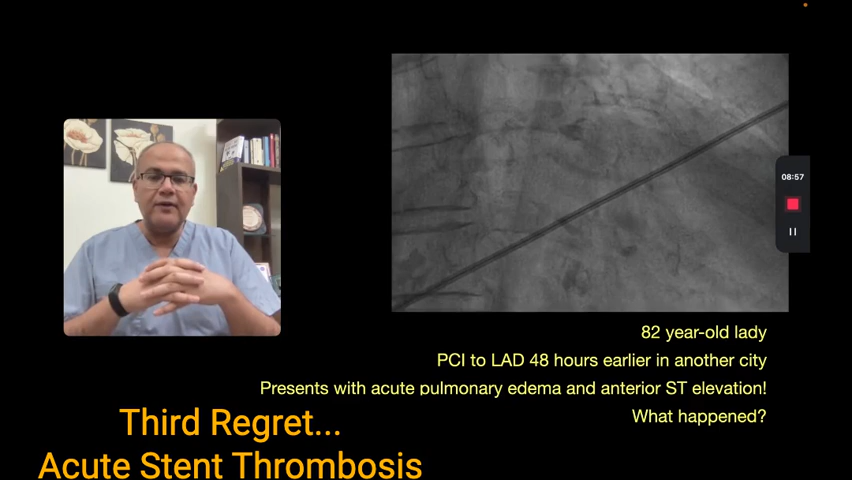 08:57
82 year-old lady
PCI to LAD 48 hours earlier in another city
Presents with acute pulmonary edema and anterior ST elevation!
What happened?
Third Regret...
Acute Stent Thrombosis